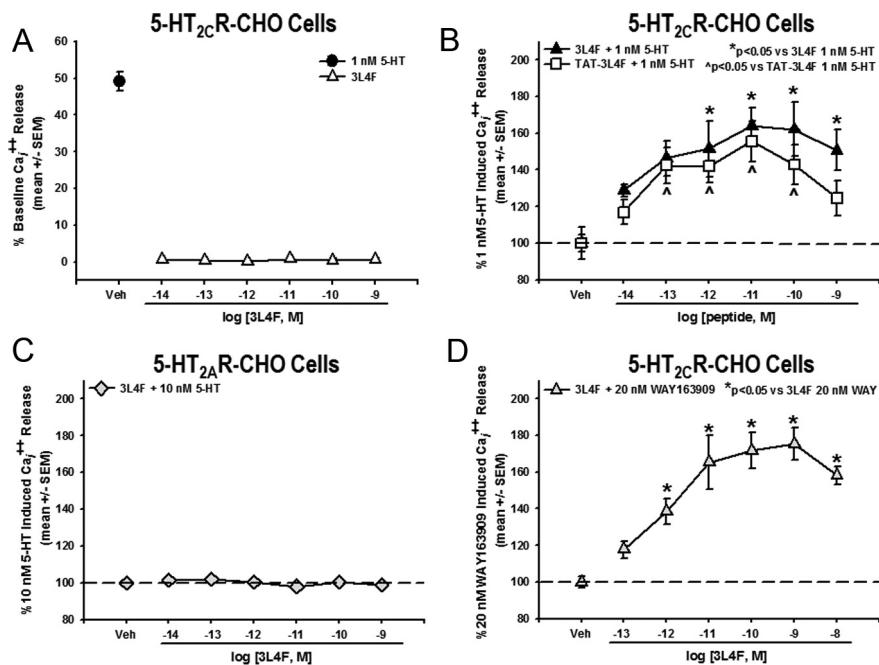 A
5-HT2CR-CHO Cells
% Baseline Cai‡‡ Release
(mean +/- SEM)
60
50
40
30
20
10
0
1 nM 5-HT
3L4F
Veh
-14 -13 -12 -11 -10 -9
log [3L4F, M]
B
5-HT2CR-CHO Cells
%1 nM 5-HT Induced Cai‡‡ Release
(mean +/- SEM)
200
180
160
140
120
100
80
3L4F + 1 nM 5-HT
TAT-3L4F + 1 nM 5-HT
*p<0.05 vs 3L4F 1 nM 5-HT
^p<0.05 vs TAT-3L4F 1 nM 5-HT
* * * *
^ ^ ^ ^
Veh
-14 -13 -12 -11 -10 -9
log [peptide, M]
C
5-HT2AR-CHO Cells
%10 nM 5-HT Induced Cai‡‡ Release
(mean +/- SEM)
200
180
160
140
120
100
80
3L4F + 10 nM 5-HT
Veh
-14 -13 -12 -11 -10 -9
log [3L4F, M]
D
5-HT2CR-CHO Cells
%20 nM WAY163909 Induced Cai‡‡ Release
(mean +/- SEM)
200
180
160
140
120
100
80
3L4F + 20 nM WAY163909
*p<0.05 vs 3L4F 20 nM WAY
* * * * *
Veh
-13 -12 -11 -10 -9 -8
log [3L4F, M]